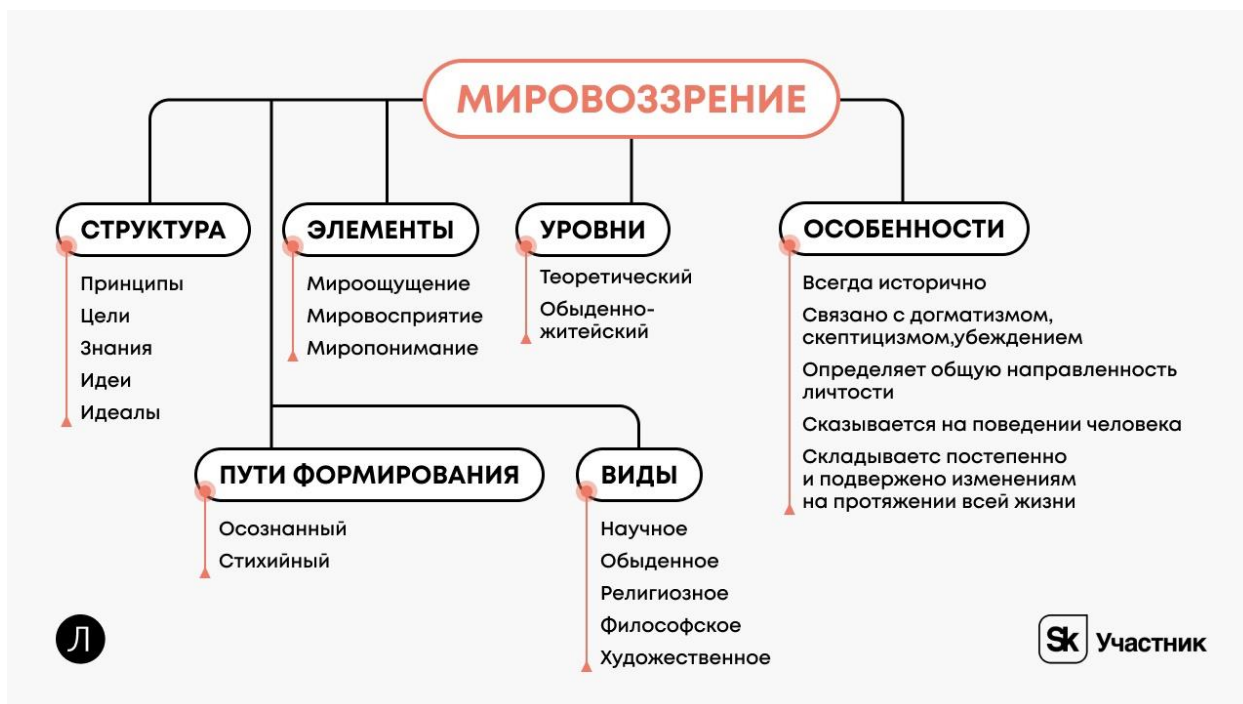 МИРОВОЗЗРЕНИЕ
СТРУКТУРА
Принципы
Цели
Знания
Идеи
Идеалы
ЭЛЕМЕНТЫ
Мироощущение
Мировосприятие
Миропонимание
УРОВНИ
Теоретический
Обыденно-
житейский
ОСОБЕННОСТИ
Всегда исторично
Связано с догматизмом,
скептицизмом,убеждением
Определяет общую направленность
личтости
Сказывается на поведении человека
Складываетс постепенно
и подвержено изменениям
на протяжении всей жизни
ПУТИ ФОРМИРОВАНИЯ
Осознанный
Стихийный
ВИДЫ
Научное
Обыденное
Религиозное
Философское
Художественное
Л
Sk Участник